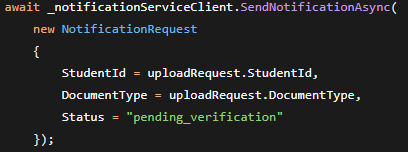 await _notificationServiceClient.SendNotificationAsync(
    new NotificationRequest
    {
        StudentId = uploadRequest.StudentId,
        DocumentType = uploadRequest.DocumentType,
        Status = "pending_verification"
    });